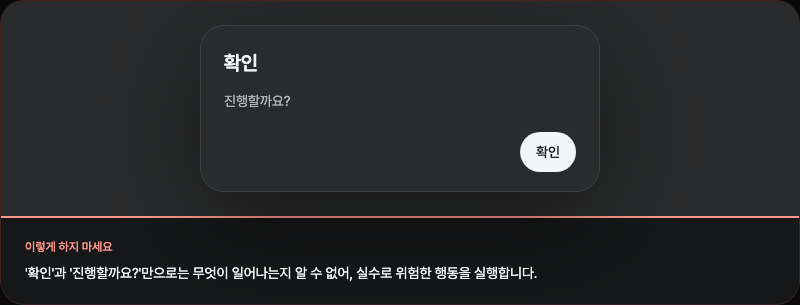 확인
진행할까요?
확인
이렇게 하지 마세요
'확인'과 '진행할까요?'만으로는 무엇이 일어나는지 알 수 없어, 실수로 위험한 행동을 실행합니다.